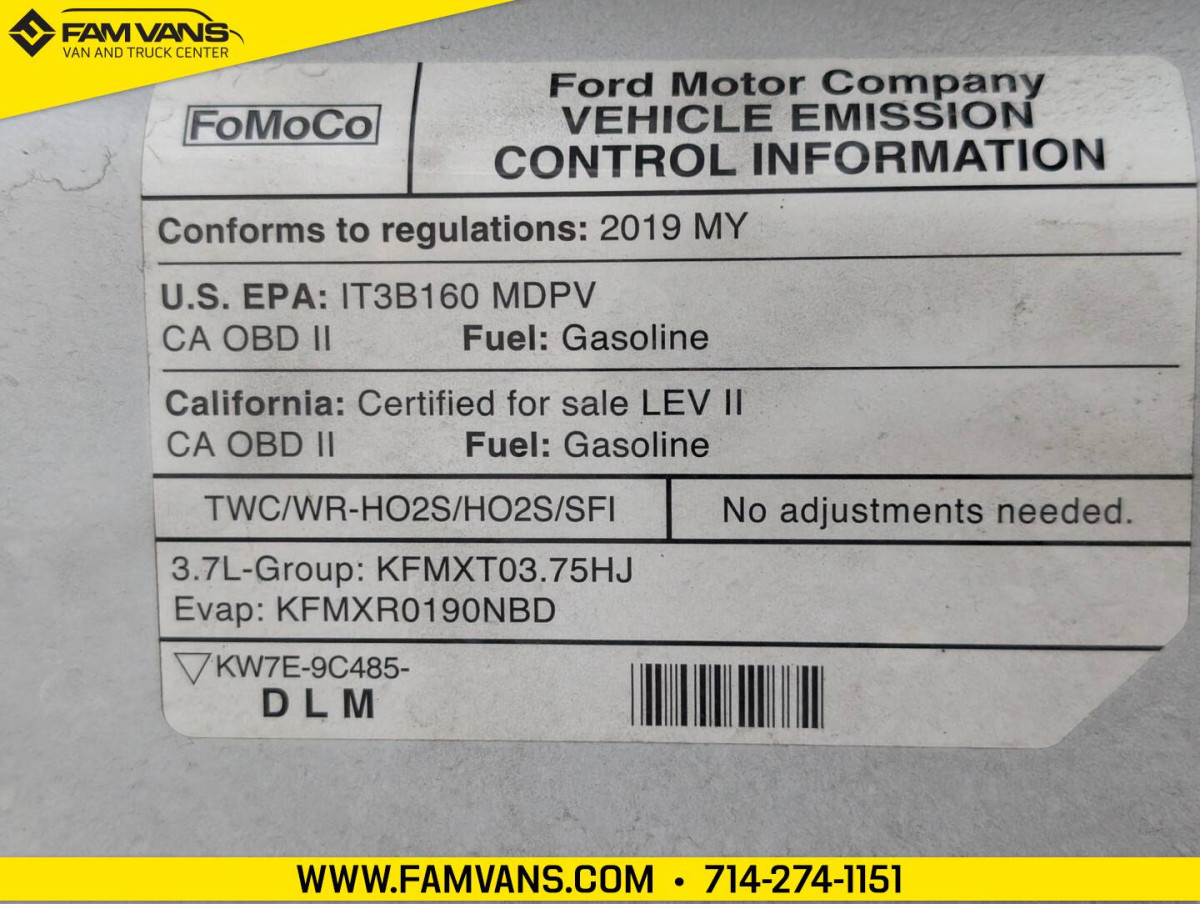 FAM VANS
VAN AND TRUCK CENTER
FoMoCo
Ford Motor Company
VEHICLE EMISSION
CONTROL INFORMATION
Conforms to regulations: 2019 MY
U.S. EPA: IT3B160 MDPV
CA OBD II Fuel: Gasoline
California: Certified for sale LEV II
CA OBD II Fuel: Gasoline
TWC/WR-HO2S/HO2S/SFI
No adjustments needed.
3.7L-Group: KFMXT03.75HJ
Evap: KFMXR0190NBD
KW7E-9C485-
D L M
WWW.FAMVANS.COM • 714-274-1151